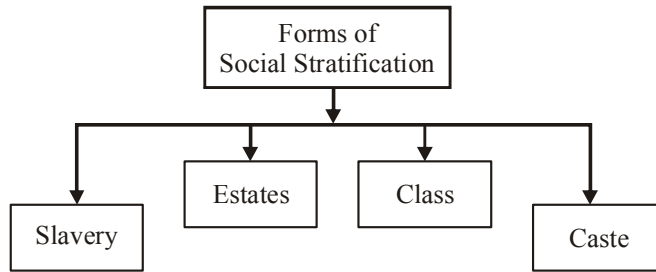 Forms of
Social Stratification
Estates
Class
Slavery
Caste